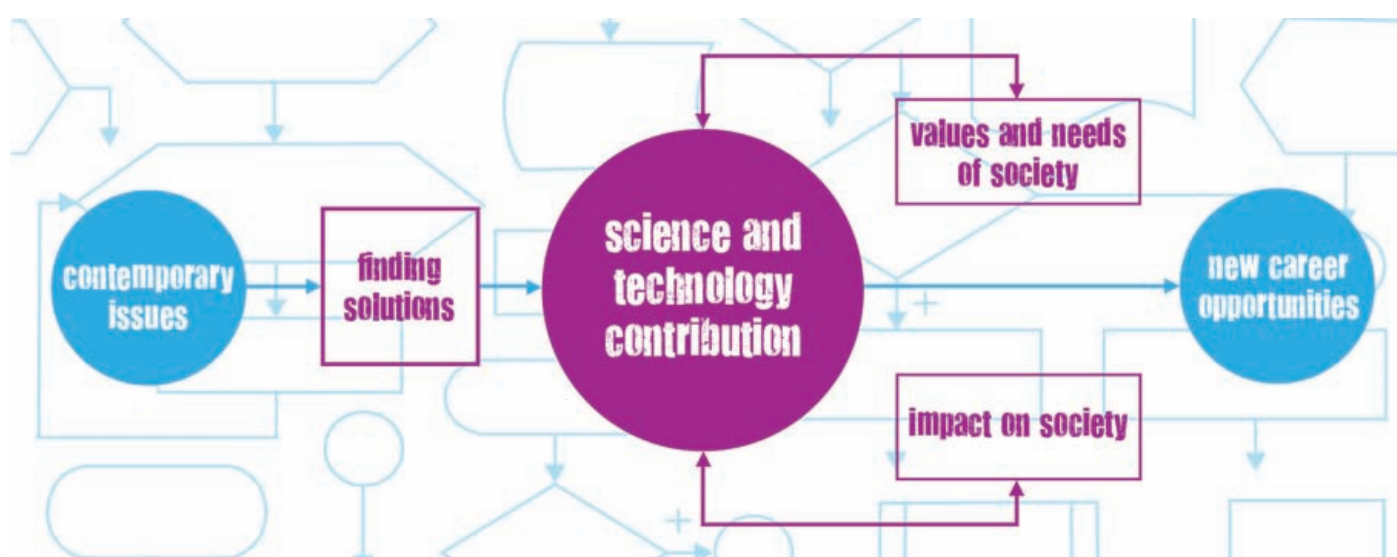 contemporary
issues
finding
solutions
science and
technology
contribution
values and needs
of society
impact on society
new career
opportunities
+
+